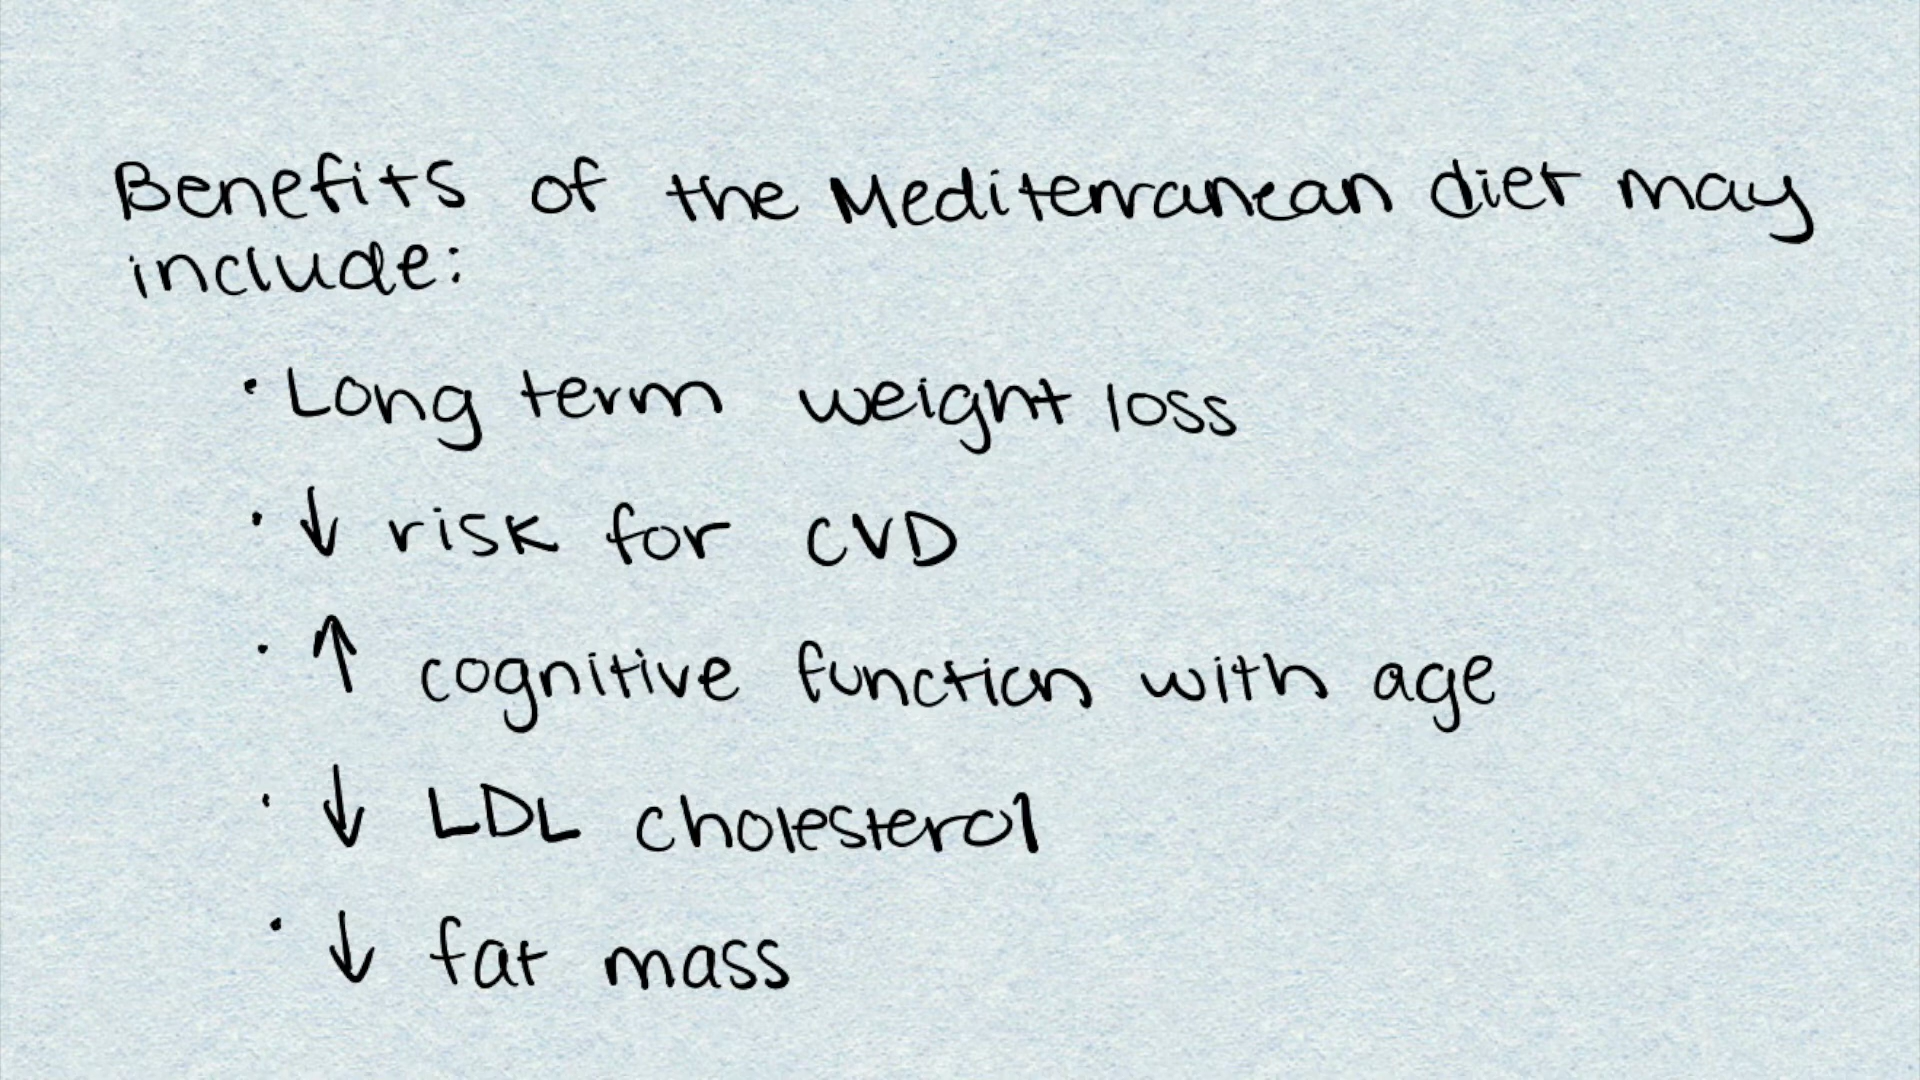 Benefits of the Mediterranean diet may
include:
• Long term weight loss
• ↓ risk for CVD
• ↑ cognitive function with age
• ↓ LDL cholesterol
• ↓ fat mass